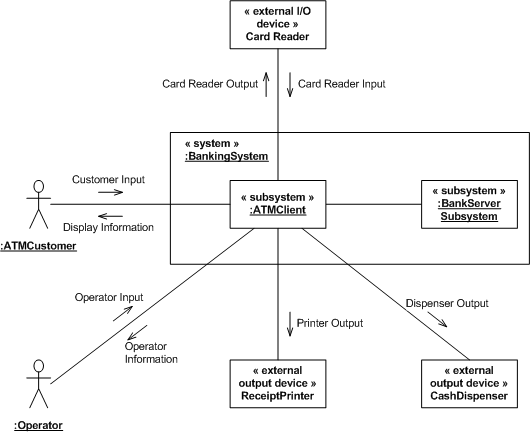 « external I/O
device »
Card Reader
Card Reader Output
Card Reader Input
« system »
:BankingSystem
Customer Input
Display Information
:ATMCustomer
« subsystem »
:ATMClient
« subsystem »
:BankServer
Subsystem
Operator Input
Operator
Information
Dispenser Output
Printer Output
:Operator
« external
output device »
ReceiptPrinter
« external
output device »
CashDispenser